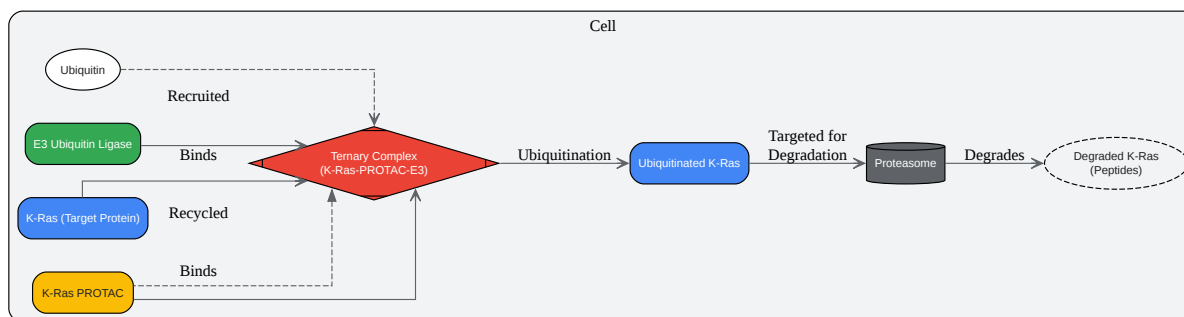 Cell
Ubiquitin
Recruited
E3 Ubiquitin Ligase
Binds
Ternary Complex
(K-Ras-PROTAC-E3)
Ubiquitination
Ubiquitinated K-Ras
Targeted for
Degradation
Proteasome
Degrades
Degraded K-Ras
(Peptides)
K-Ras (Target Protein)
Recycled
Binds
K-Ras PROTAC